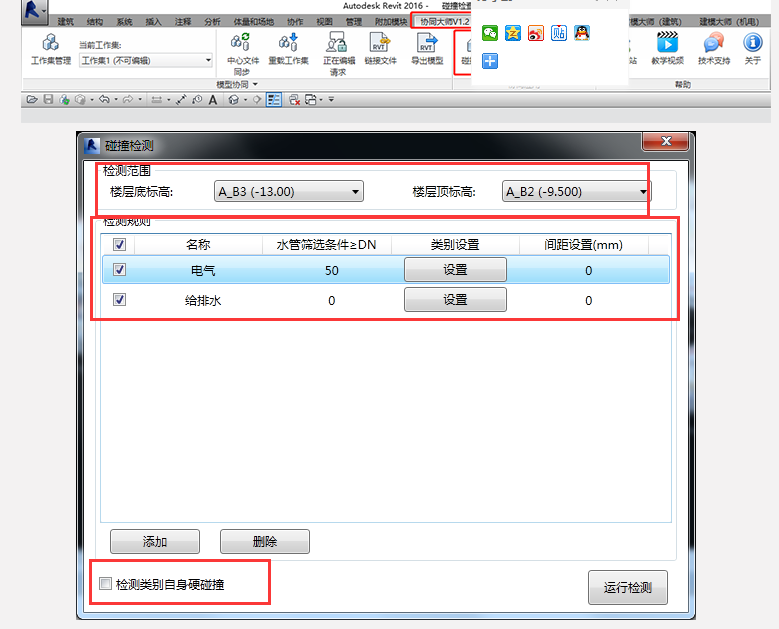 Autodesk Revit 2016 - 碰撞检
建筑 结构 系统 插入 注释 分析 体量和场地 协作 视图 管理 附加模块 协同大师V1.2 模大师（建筑） 建模大师（机电）
当前工作集:
工作集1 (不可编辑)
工作集管理 中心文件 重载工作集 正在编辑 链接文件 导出模型 碰 站 教学视频 技术支持 关于
同步 请求
模型协同 帮助
碰撞检测
检测范围
楼层底标高: A_B3 (-13.00) 楼层顶标高: A_B2 (-9.500)
检测规则
名称 水管筛选条件≥DN 类别设置 间距设置(mm)
电气 50 设置 0
给排水 0 设置 0
添加 删除
检测类别自身硬碰撞
运行检测